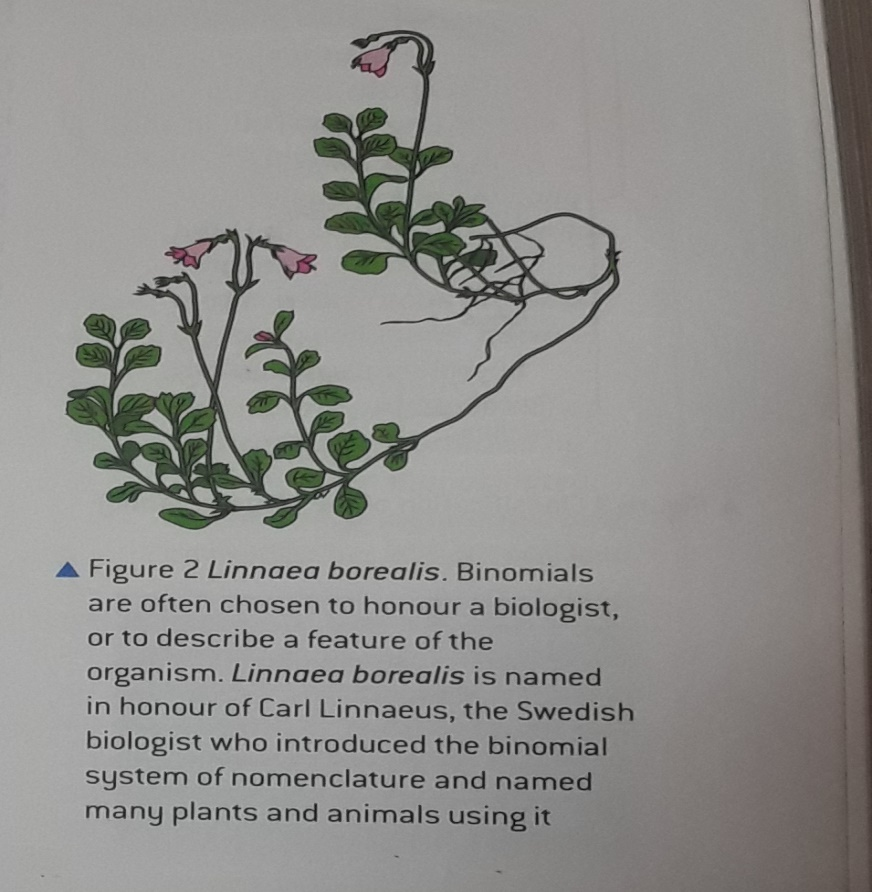 ▲ Figure 2 Linnaea borealis. Binomials
are often chosen to honour a biologist,
or to describe a feature of the
organism. Linnaea borealis is named
in honour of Carl Linnaeus, the Swedish
biologist who introduced the binomial
system of nomenclature and named
many plants and animals using it